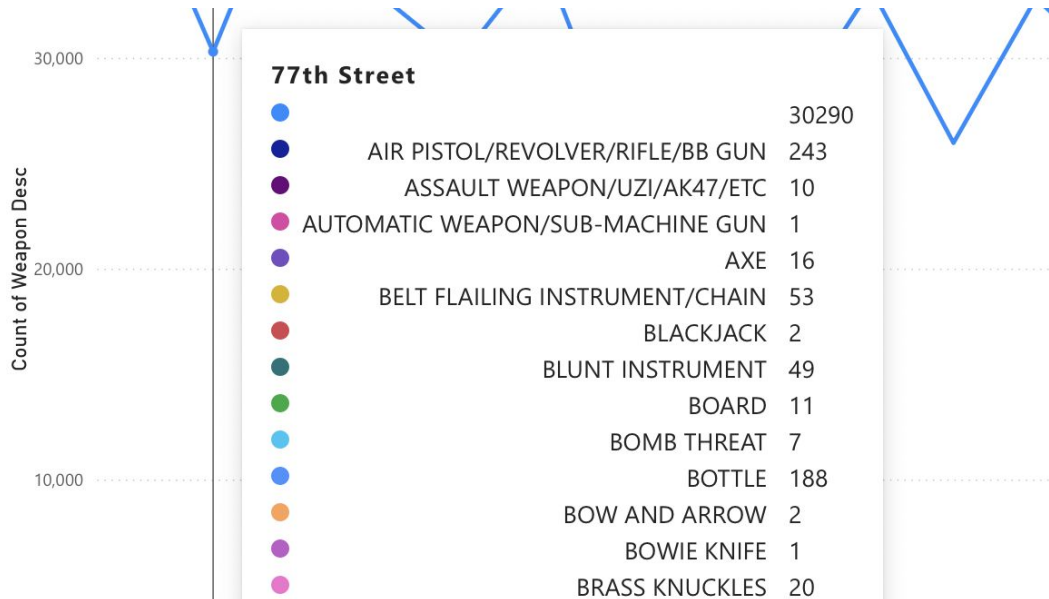 30,000
20,000
10,000
Count of Weapon Desc
77th Street
30290
AIR PISTOL/REVOLVER/RIFLE/BB GUN 243
ASSAULT WEAPON/UZI/AK47/ETC 10
AUTOMATIC WEAPON/SUB-MACHINE GUN 1
AXE 16
BELT FLAILING INSTRUMENT/CHAIN 53
BLACKJACK 2
BLUNT INSTRUMENT 49
BOARD 11
BOMB THREAT 7
BOTTLE 188
BOW AND ARROW 2
BOWIE KNIFE 1
BRASS KNUCKLES 20